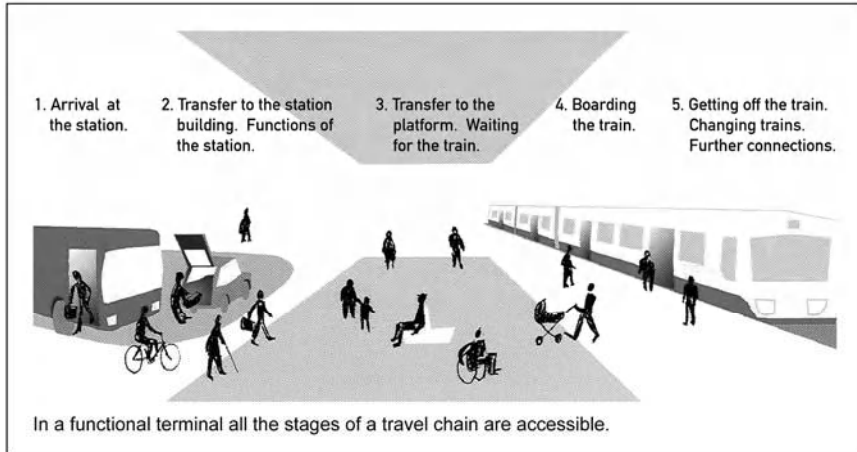 1. Arrival at
the station.
2. Transfer to the station
building. Functions of
the station.
3. Transfer to the
platform. Waiting
for the train.
4. Boarding
the train.
5. Getting off the train.
Changing trains.
Further connections.
In a functional terminal all the stages of a travel chain are accessible.